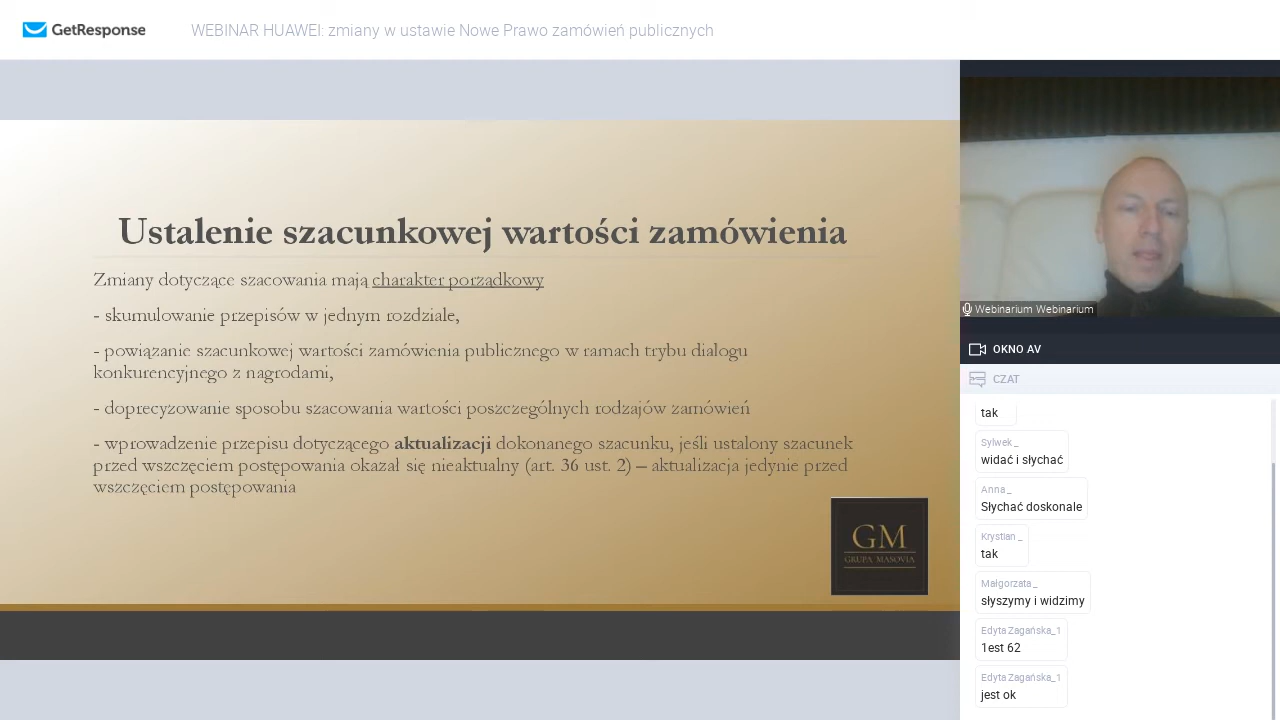 GetResponse
WEBINAR HUAWEI: zmiany w ustawie Nowe Prawo zamówień publicznych
Ustalenie szacunkowej wartości zamówienia
Zmiany dotyczące szacowania mają charakter porządkowy
- skumulowanie przepisów w jednym rozdziale,
- powiązanie szacunkowej wartości zamówienia publicznego w ramach trybu dialogu
konkurencyjnego z nagrodami,
- doprecyzowanie sposobu szacowania wartości poszczególnych rodzajów zamówień
- wprowadzenie przepisu dotyczącego aktualizacji dokonanego szacunku, jeśli ustalony szacunek
przed wszczęciem postępowania okazał się nieaktualny (art. 36 ust. 2) – aktualizacja jedynie przed
wszczęciem postępowania
GM
GRUPA MASOVIA
Webinarium Webinarium
OKNO AV
CZAT
tak
Sylwek _
widać i słychać
Anna _
Słychać doskonale
Krystian _
tak
Małgorzata _
słyszymy i widzimy
Edyta Zagańska_1
1est 62
Edyta Zagańska_1
jest ok